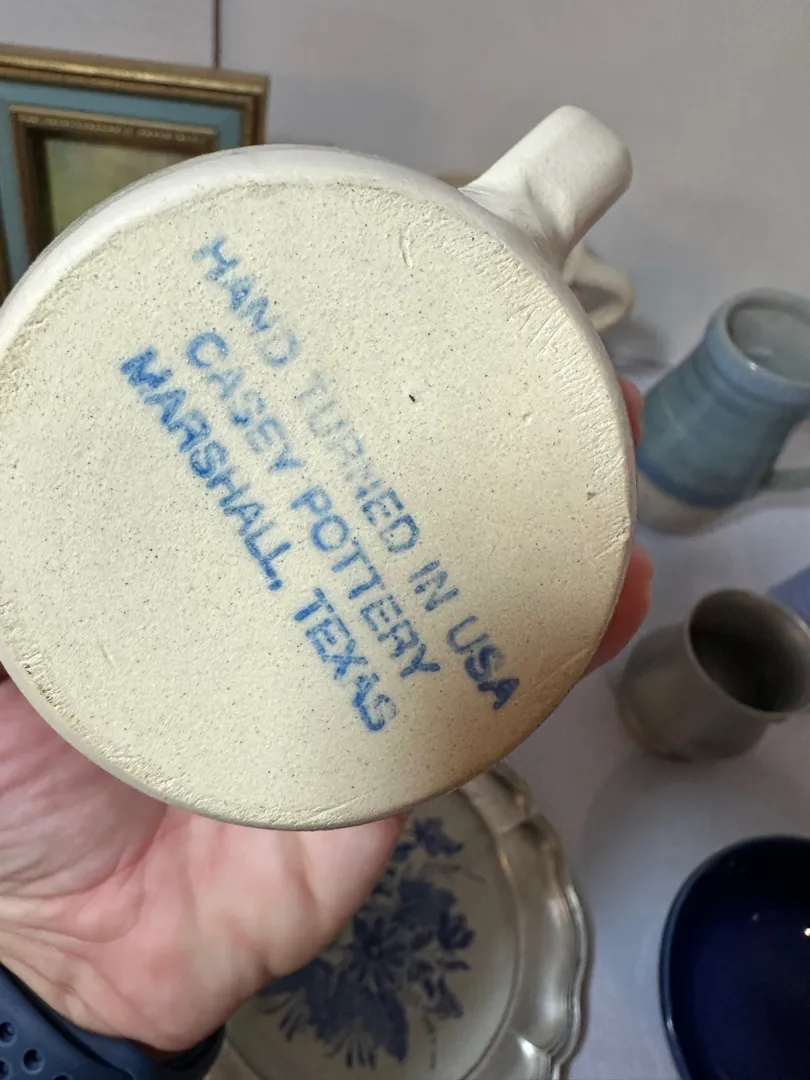 HAND TURNED IN USA
CASEY POTTERY
MARSHALL, TEXAS